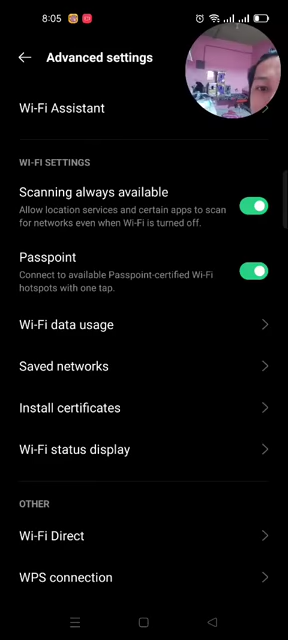 8:05
Advanced settings
Wi-Fi Assistant
WI-FI SETTINGS
Scanning always available
Allow location services and certain apps to scan
for networks even when Wi-Fi is turned off.
Passpoint
Connect to available Passpoint-certified Wi-Fi
hotspots with one tap.
Wi-Fi data usage
Saved networks
Install certificates
Wi-Fi status display
OTHER
Wi-Fi Direct
WPS connection